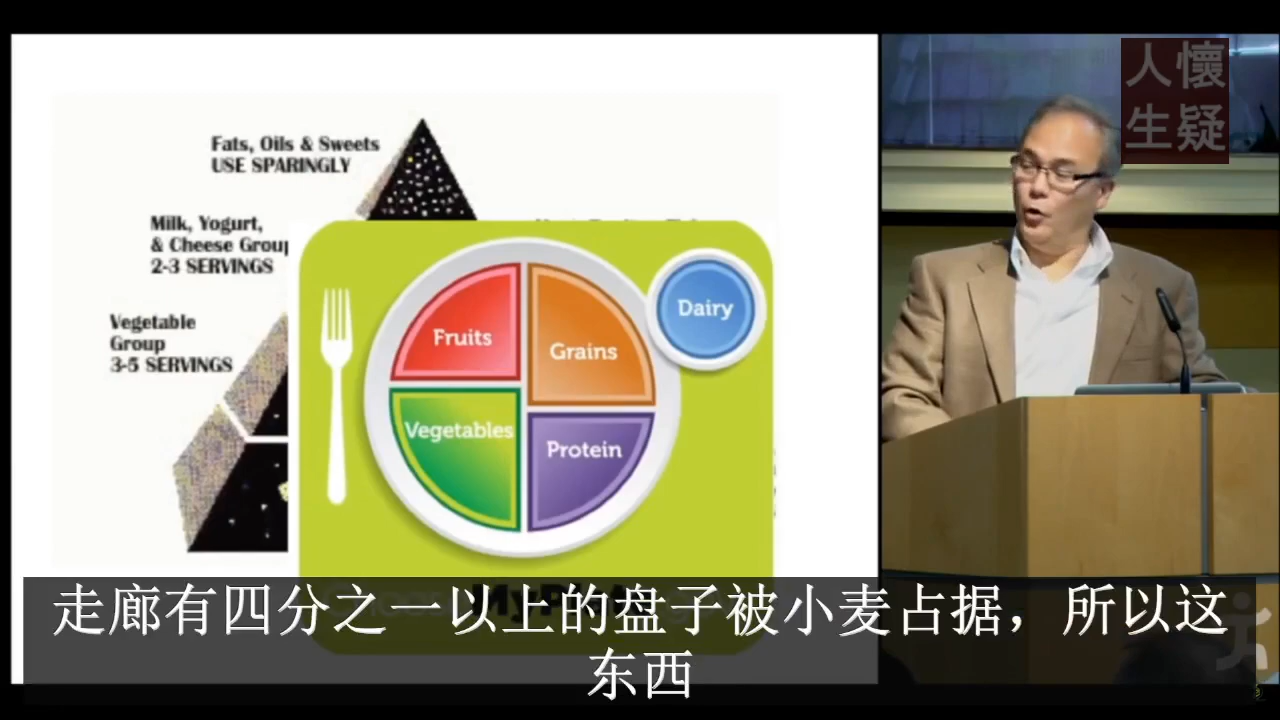 Fats, Oils & Sweets
USE SPARINGLY
Milk, Yogurt,
& Cheese Group
2-3 SERVINGS
Vegetable
Group
3-5 SERVINGS
Fruits
Grains
Dairy
Vegetables
Protein
人懷
生疑
走廊有四分之一以上的盘子被小麦占据，所以这
东西